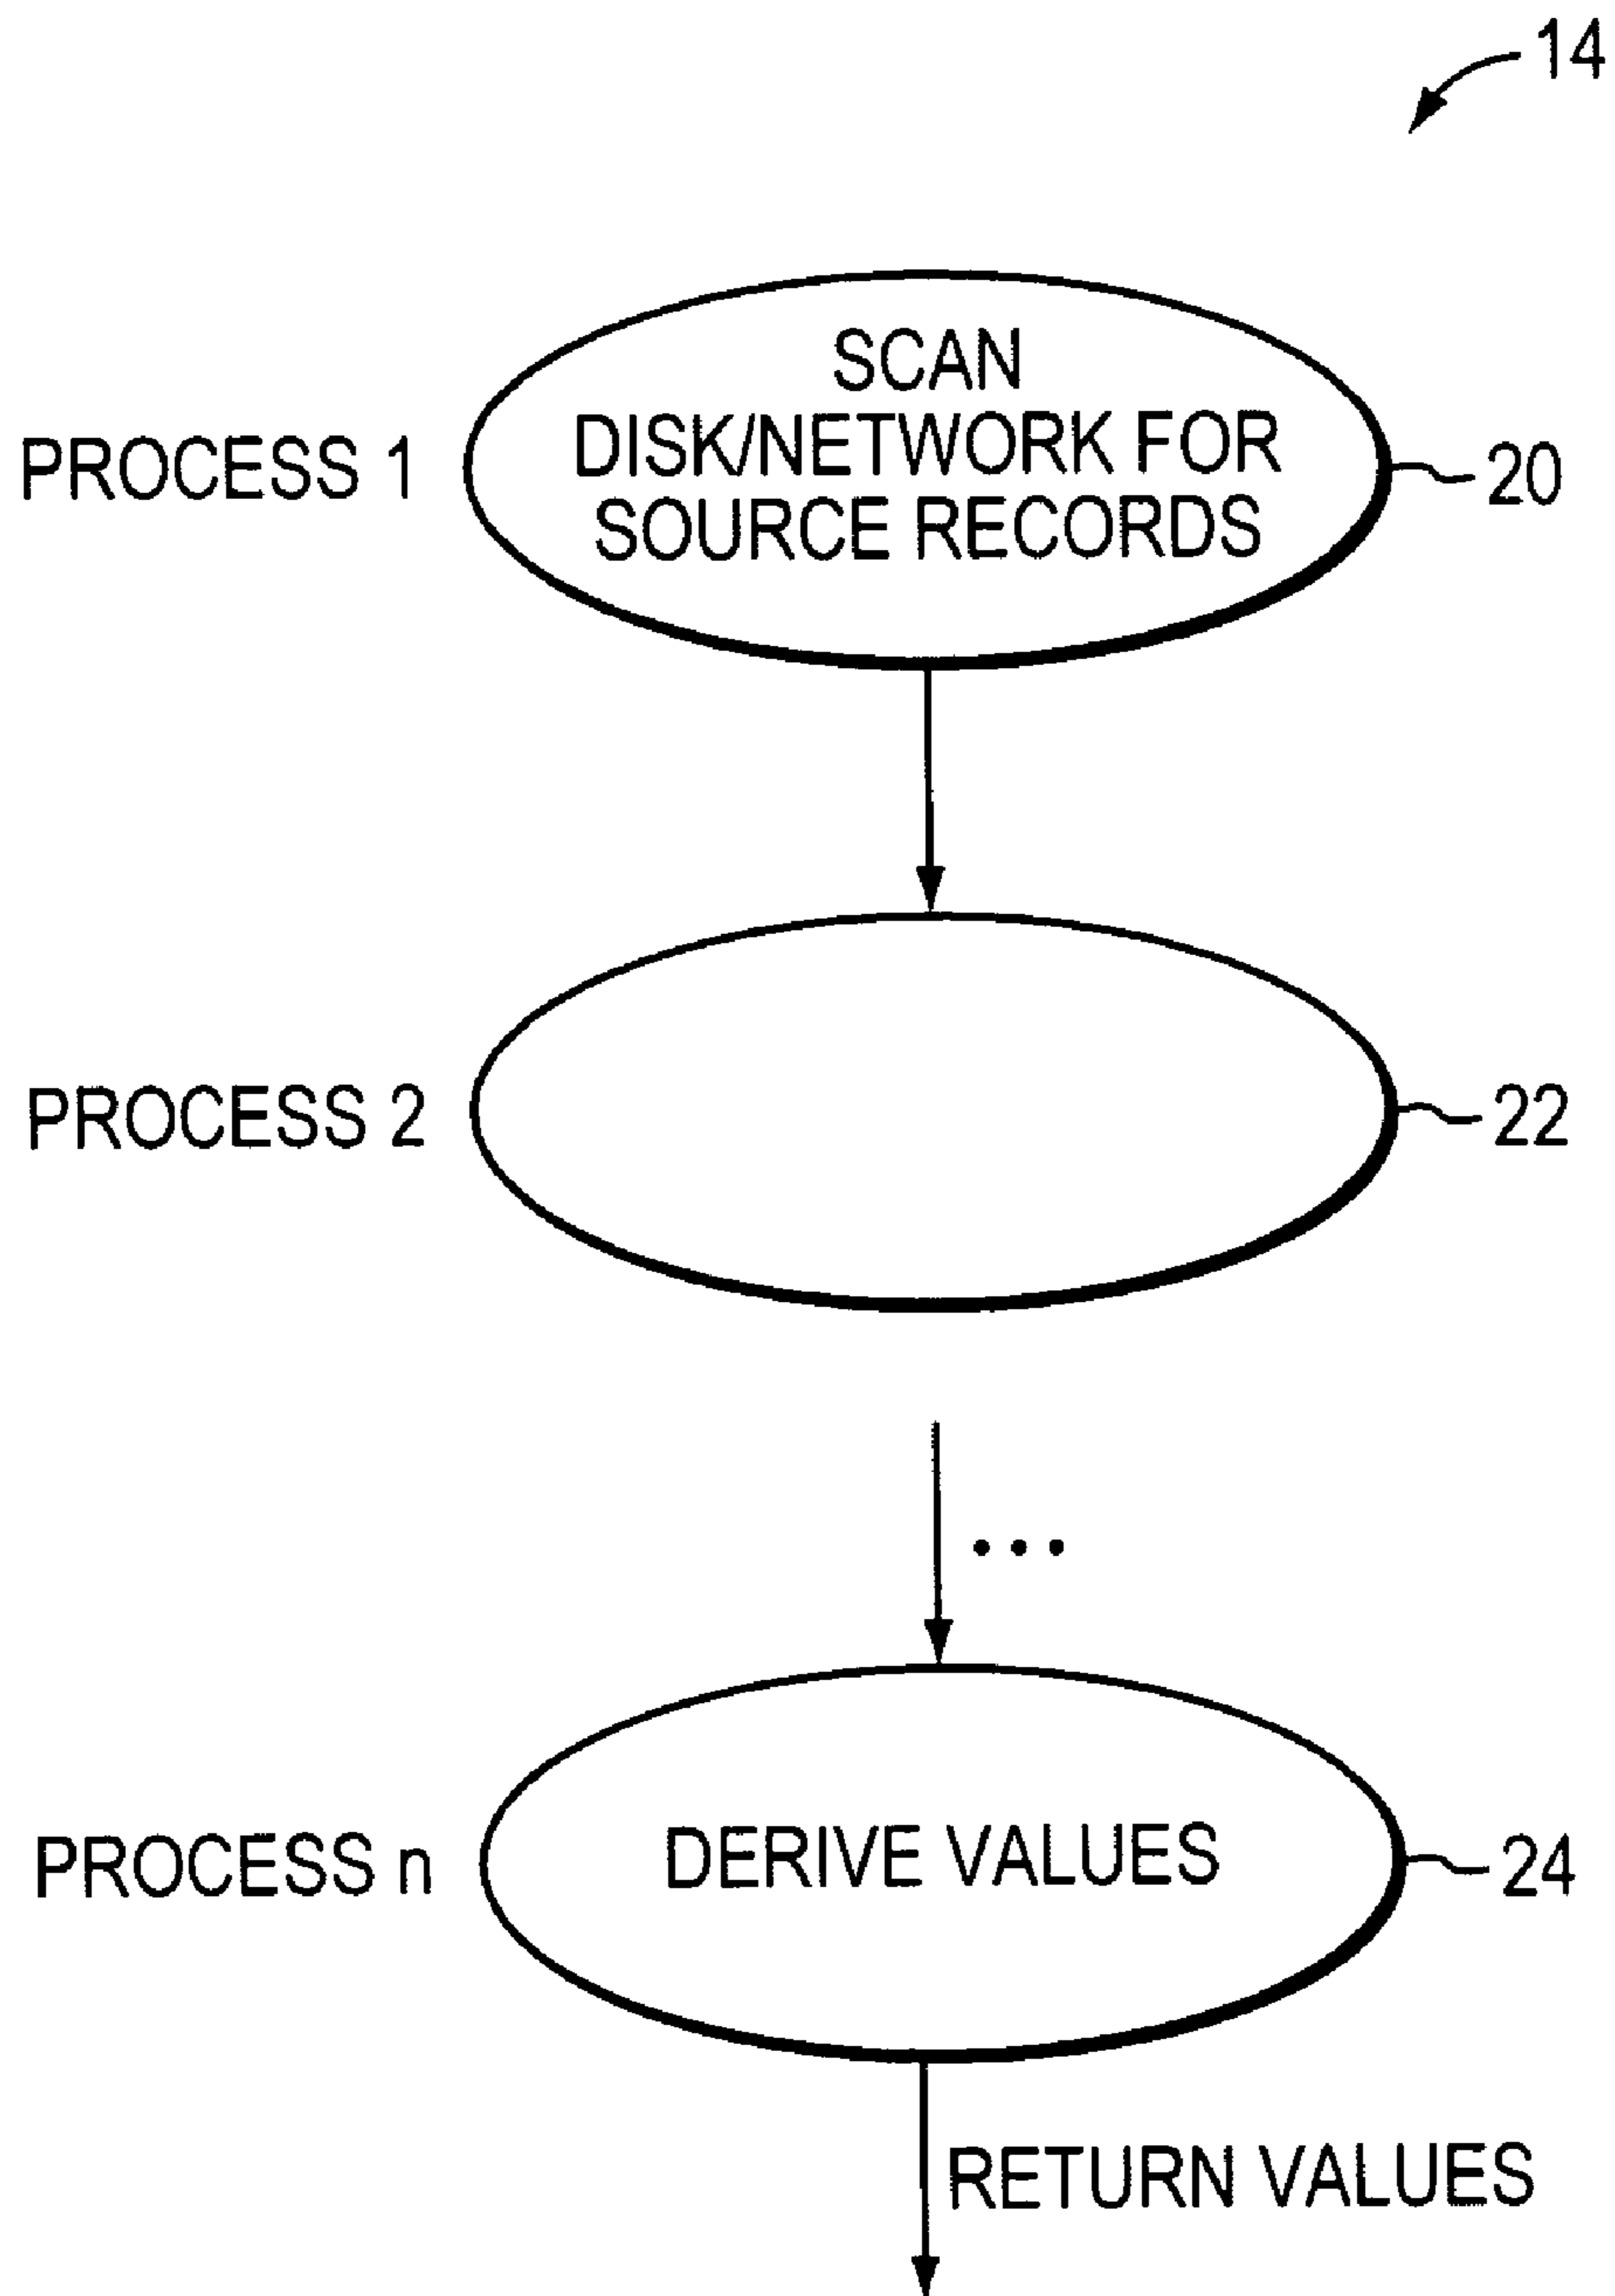 14
SCAN
DISK/NETWORK FOR
SOURCE RECORDS
PROCESS 1
20
PROCESS 2
22
...
PROCESS n
DERIVE VALUES
24
RETURN VALUES